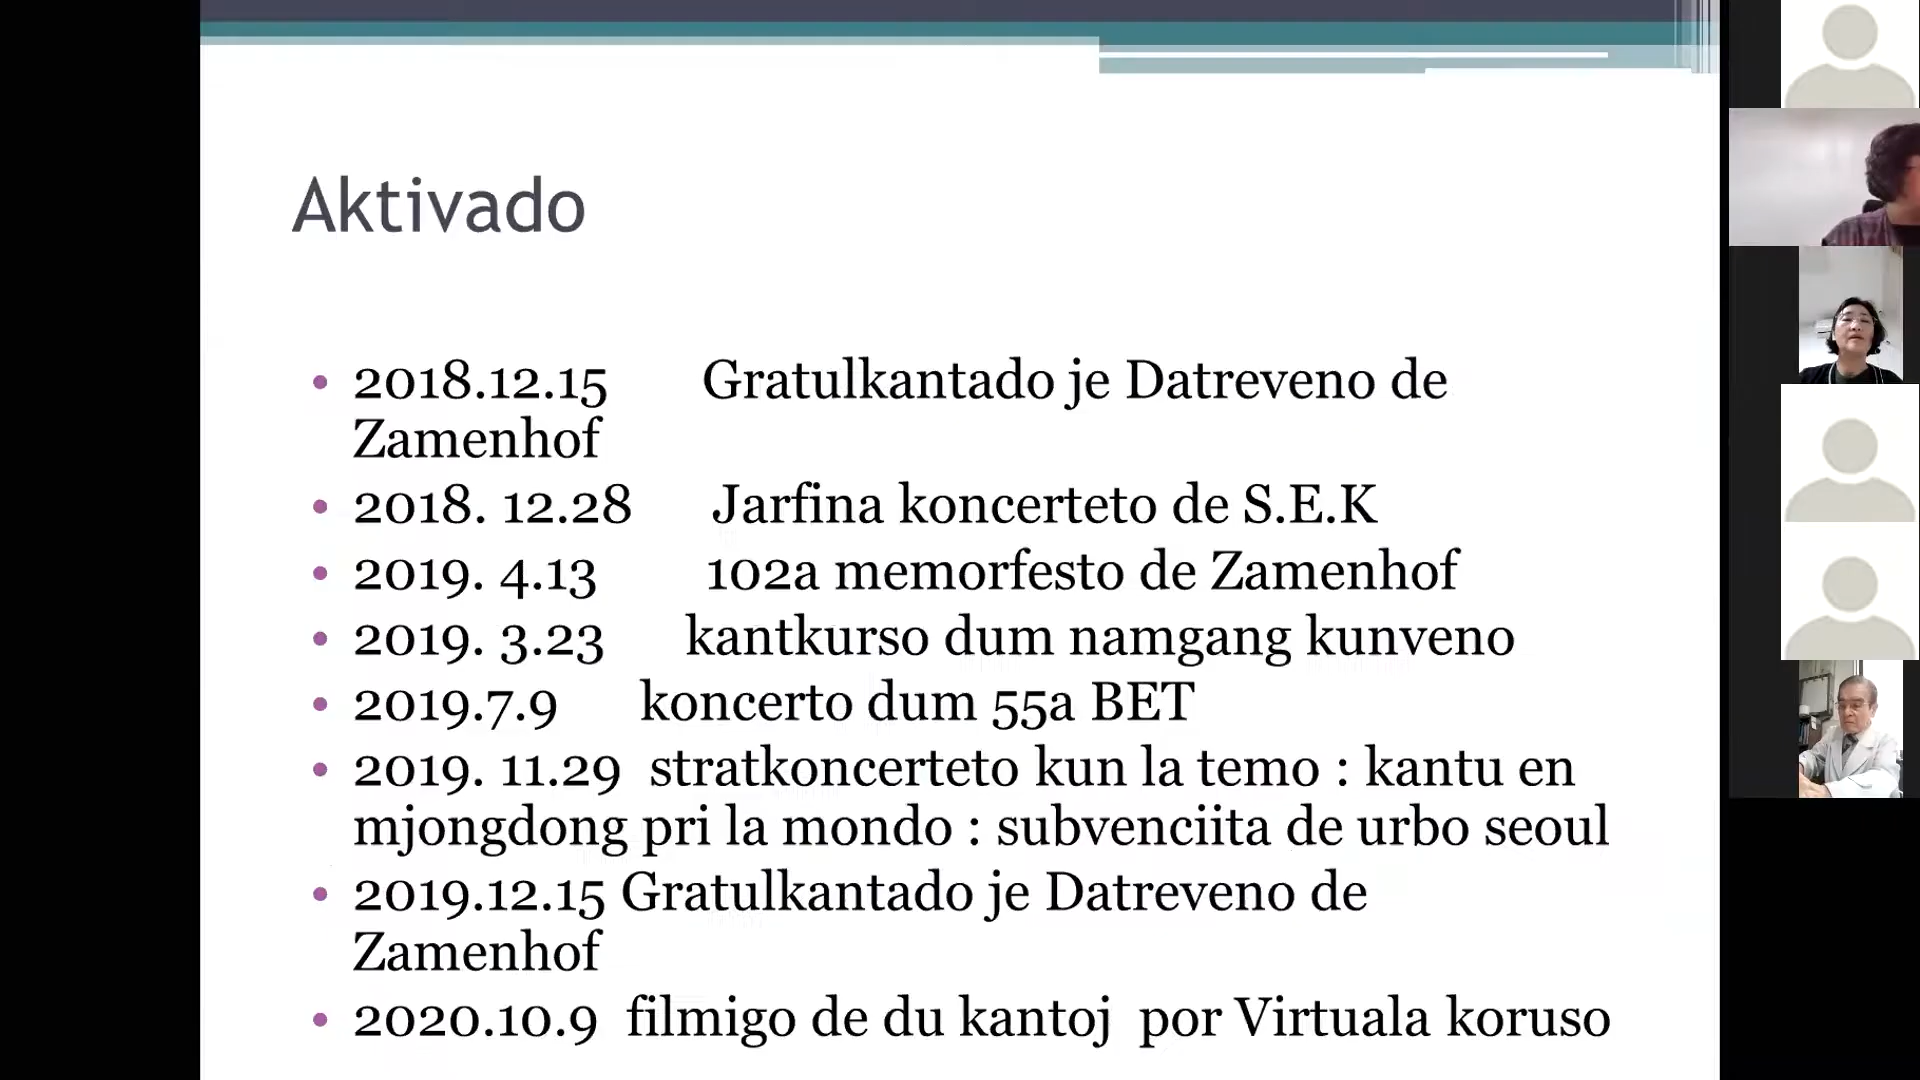 Aktivado
• 2018.12.15 Gratulkantado je Datreveno de
Zamenhof
• 2018. 12.28 Jarfina koncerteto de S.E.K
• 2019. 4.13 102a memorfesto de Zamenhof
• 2019. 3.23 kantkurso dum namgang kunveno
• 2019.7.9 koncerto dum 55a BET
• 2019. 11.29 stratkoncerteto kun la temo : kantu en
mjongdong pri la mondo : subvenciita de urbo seoul
• 2019.12.15 Gratulkantado je Datreveno de
Zamenhof
• 2020.10.9 filmigo de du kantoj por Virtuala koruso